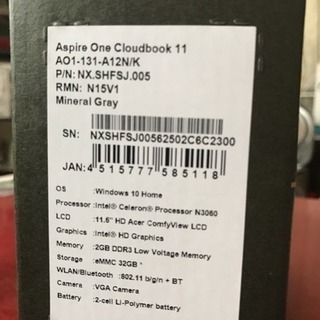 Aspire One Cloudbook 11
AO1-131-A12N/K
P/N: NX.SHFSJ.005
RMN: N15V1
Mineral Gray
SN: NXSHFSJ00562502C6C2300
JAN: 4 515777 585118
OS :Windows 10 Home
Processor :Intel® Celeron® Processor N3060
LCD :11.6" HD Acer ComfyView LCD
Graphics :Intel® HD Graphics
Memory :2GB DDR3 Low Voltage Memory
Storage :eMMC 32GB *
WLAN/Bluetooth :802.11 b/g/n + BT
Camera :VGA Camera
Battery :2-cell Li-Polymer battery